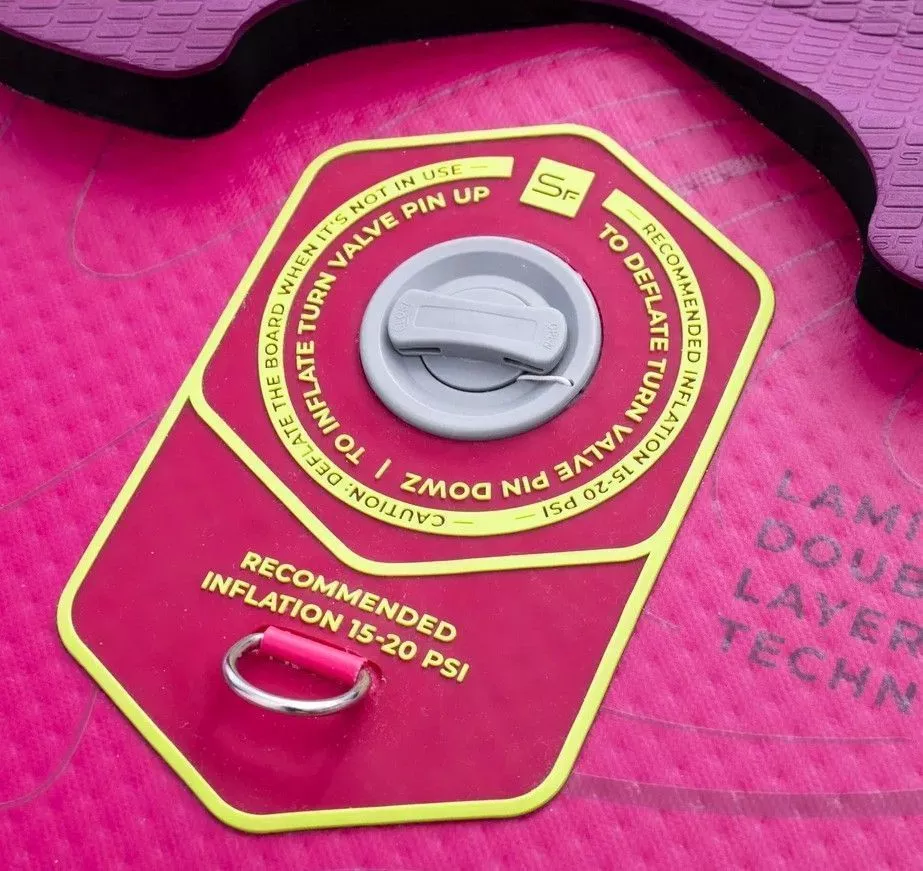 SF
CAUTION: DEFLATE THE BOARD WHEN IT'S NOT IN USE —
— RECOMMENDED INFLATION 15-20 PSI —
TO INFLATE TURN VALVE PIN UP
TO DEFLATE TURN VALVE PIN DOWZ |
OPEN
RECOMMENDED
INFLATION 15-20 PSI
LAMI
DOUB
LAYER
TECHN